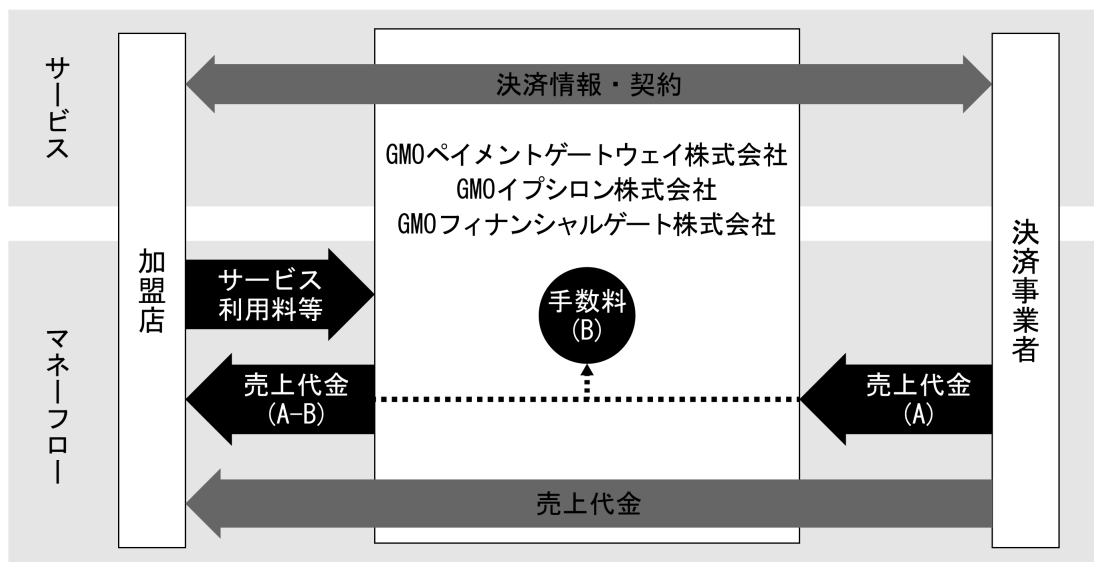 サービス
決済情報・契約
GMOペイメントゲートウェイ株式会社
GMOイプシロン株式会社
GMOフィナンシャルゲート株式会社
加盟店
決済事業者
マネーフロー
サービス
利用料等
手数料
(B)
売上代金
(A-B)
売上代金
(A)
売上代金